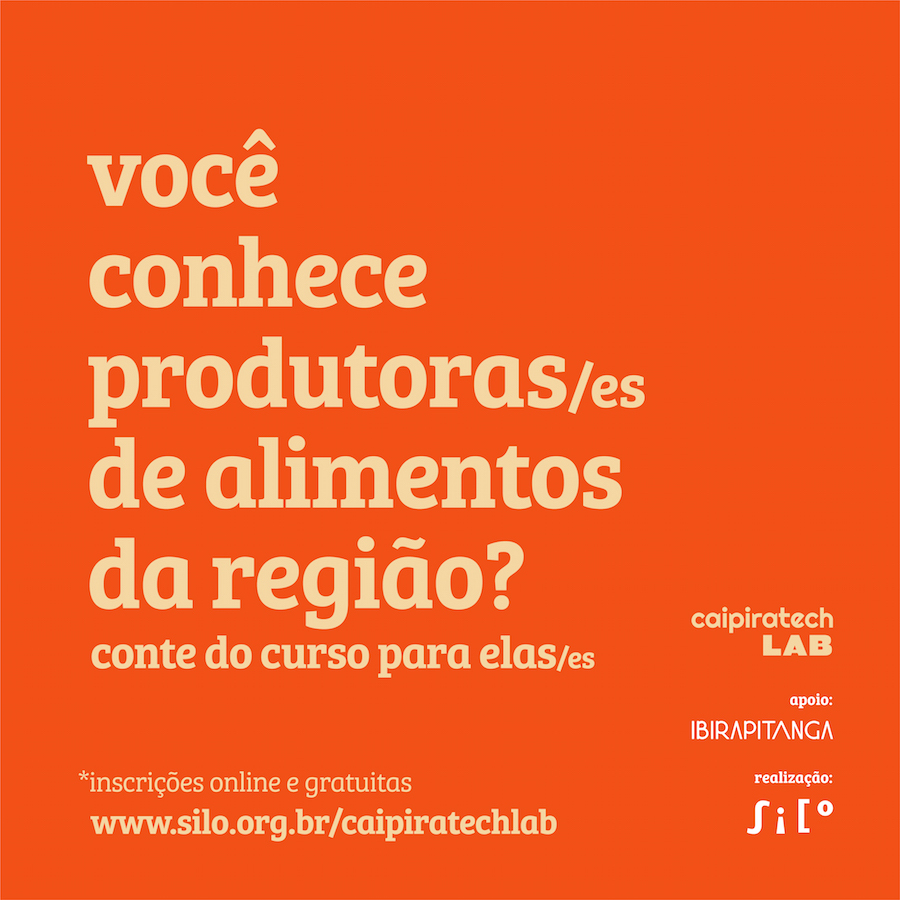 você
conhece
produtoras/es
de alimentos
da região?
conte do curso para elas/es
caipiratech
LAB
apoio:
IBIRAPITANGA
realização:
silo
*inscrições online e gratuitas
www.silo.org.br/caipiratechlab